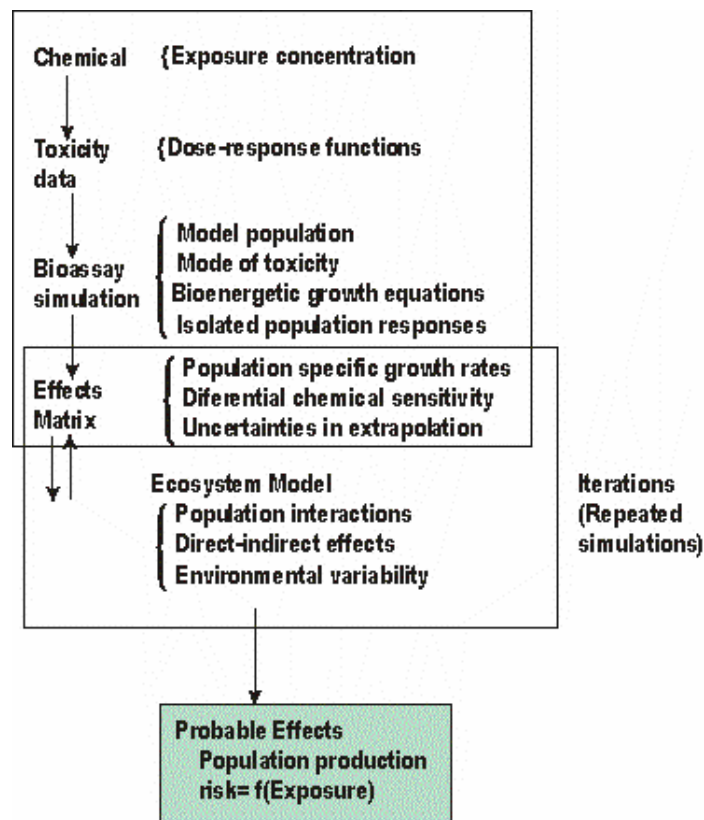 Chemical {Exposure concentration
Toxicity {Dose-response functions
data
Model population
Mode of toxicity
Bioassay
Bioenergetic growth equations
simulation
Isolated population responses
Population specific growth rates
Effects
Diferential chemical sensitivity
Matrix
Uncertainties in extrapolation
Ecosystem Model
Population interactions
Direct-indirect effects
Environmental variability
Iterations
(Repeated
simulations)
Probable Effects
Population production
risk= f(Exposure)